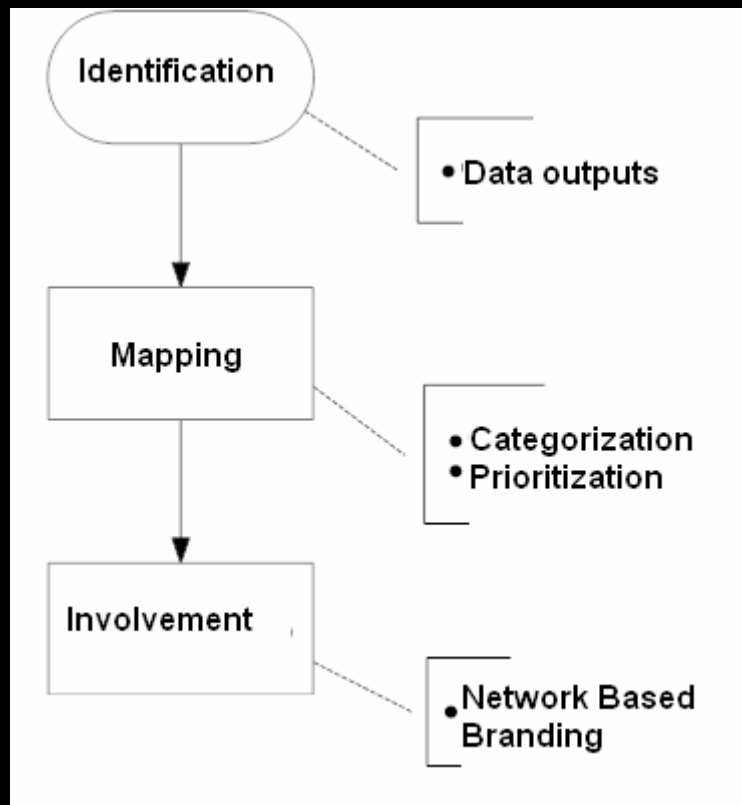 Identification
• Data outputs
Mapping
• Categorization
• Prioritization
Involvement
• Network Based
Branding